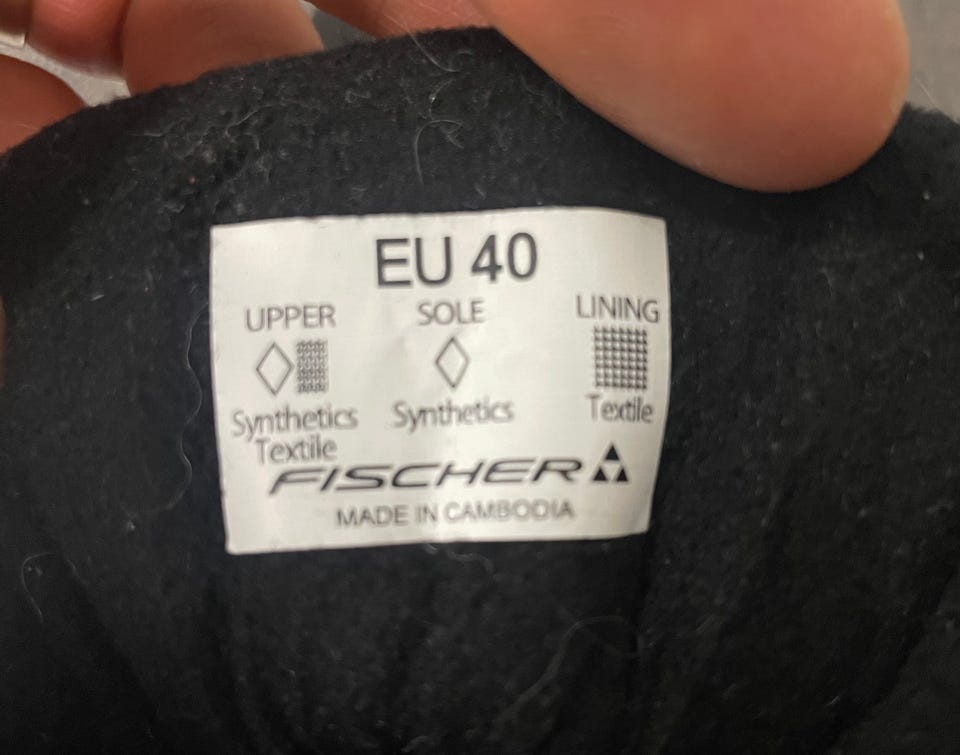 EU 40
UPPER SOLE LINING
Synthetics Synthetics Textile
Textile
FISCHER
MADE IN CAMBODIA